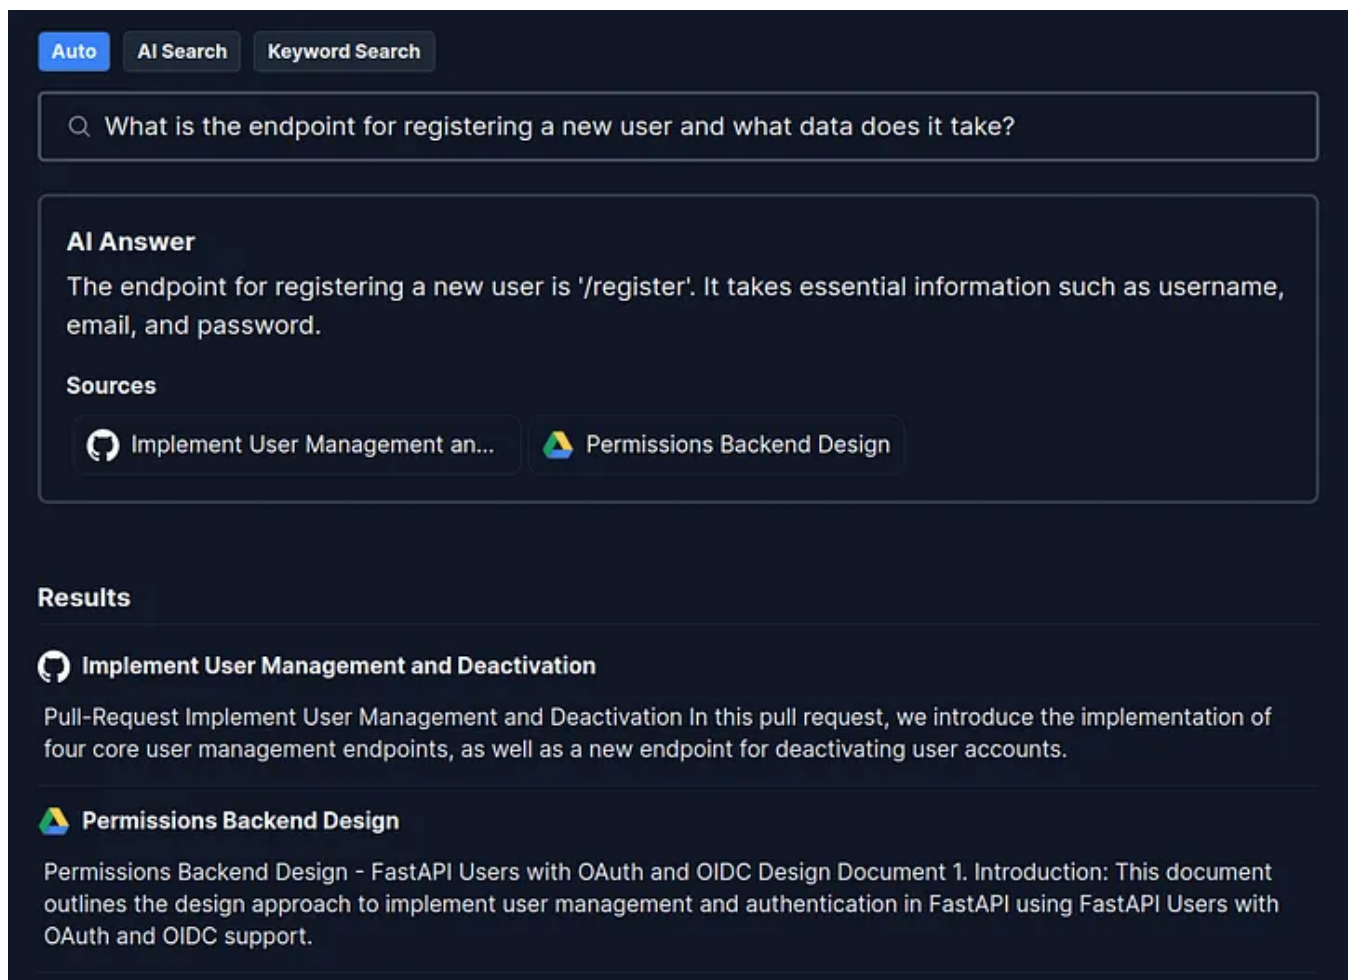 Auto AI Search Keyword Search
What is the endpoint for registering a new user and what data does it take?
AI Answer
The endpoint for registering a new user is '/register'. It takes essential information such as username,
email, and password.
Sources
Implement User Management an... Permissions Backend Design
Results
Implement User Management and Deactivation
Pull-Request Implement User Management and Deactivation In this pull request, we introduce the implementation of
four core user management endpoints, as well as a new endpoint for deactivating user accounts.
Permissions Backend Design
Permissions Backend Design - FastAPI Users with OAuth and OIDC Design Document 1. Introduction: This document
outlines the design approach to implement user management and authentication in FastAPI using FastAPI Users with
OAuth and OIDC support.